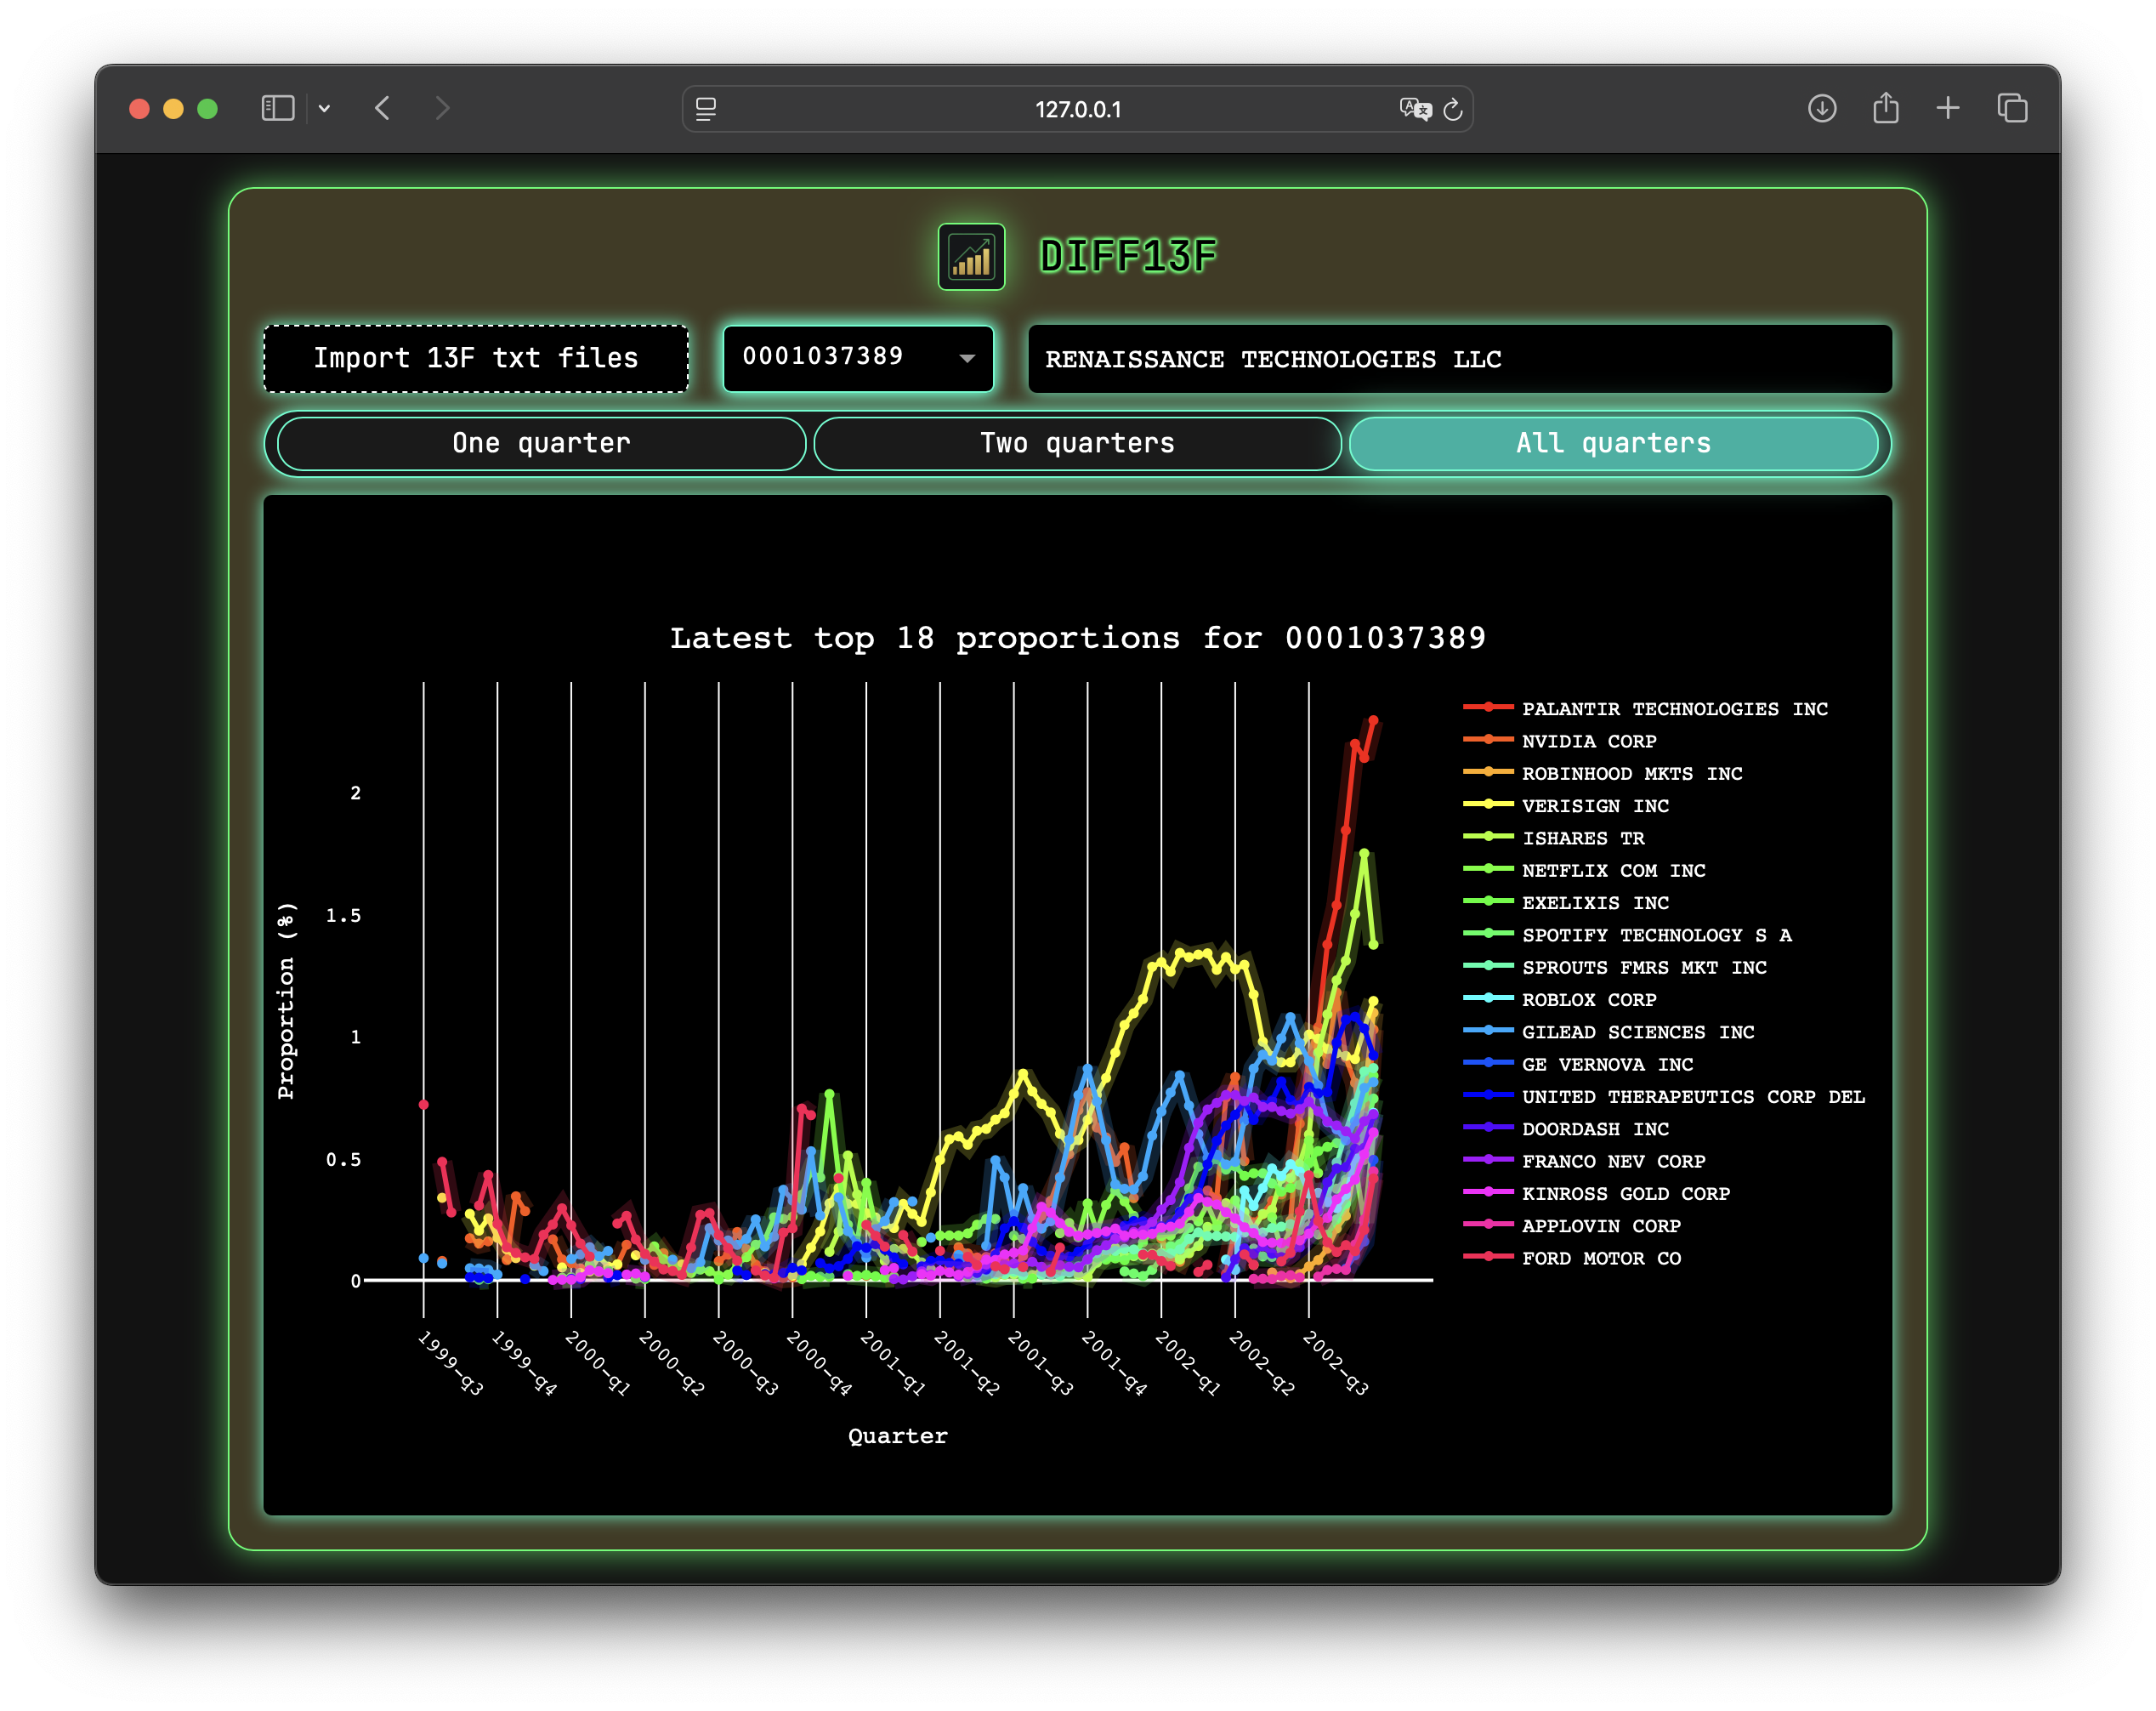 127.0.0.1
DIFF13F
Import 13F txt files
0001037389
RENAISSANCE TECHNOLOGIES LLC
One quarter
Two quarters
All quarters
Latest top 18 proportions for 0001037389
Proportion (%)
2
1.5
1
0.5
0
1999-q3
1999-q4
2000-q1
2000-q2
2000-q3
2000-q4
2001-q1
2001-q2
2001-q3
2001-q4
2002-q1
2002-q2
2002-q3
Quarter
PALANTIR TECHNOLOGIES INC
NVIDIA CORP
ROBINHOOD MKTS INC
VERISIGN INC
ISHARES TR
NETFLIX COM INC
EXELIXIS INC
SPOTIFY TECHNOLOGY S A
SPROUTS FMRS MKT INC
ROBLOX CORP
GILEAD SCIENCES INC
GE VERNOVA INC
UNITED THERAPEUTICS CORP DEL
DOORDASH INC
FRANCO NEV CORP
KINROSS GOLD CORP
APPLOVIN CORP
FORD MOTOR CO